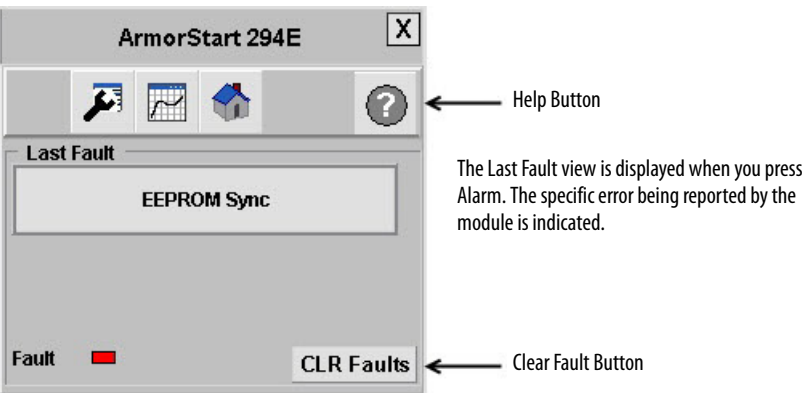 ArmorStart 294E
X
?
Help Button
Last Fault
EEPROM Sync
The Last Fault view is displayed when you press
Alarm. The specific error being reported by the
module is indicated.
Fault
CLR Faults
Clear Fault Button